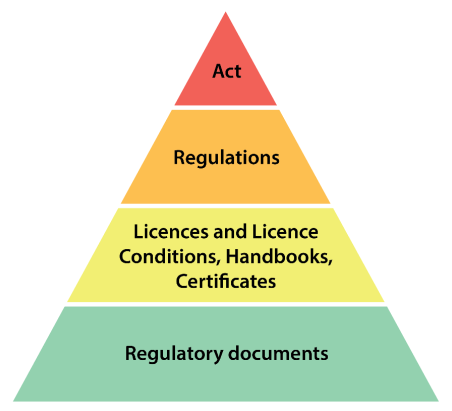 Act
Regulations
Licences and Licence
Conditions, Handbooks,
Certificates
Regulatory documents